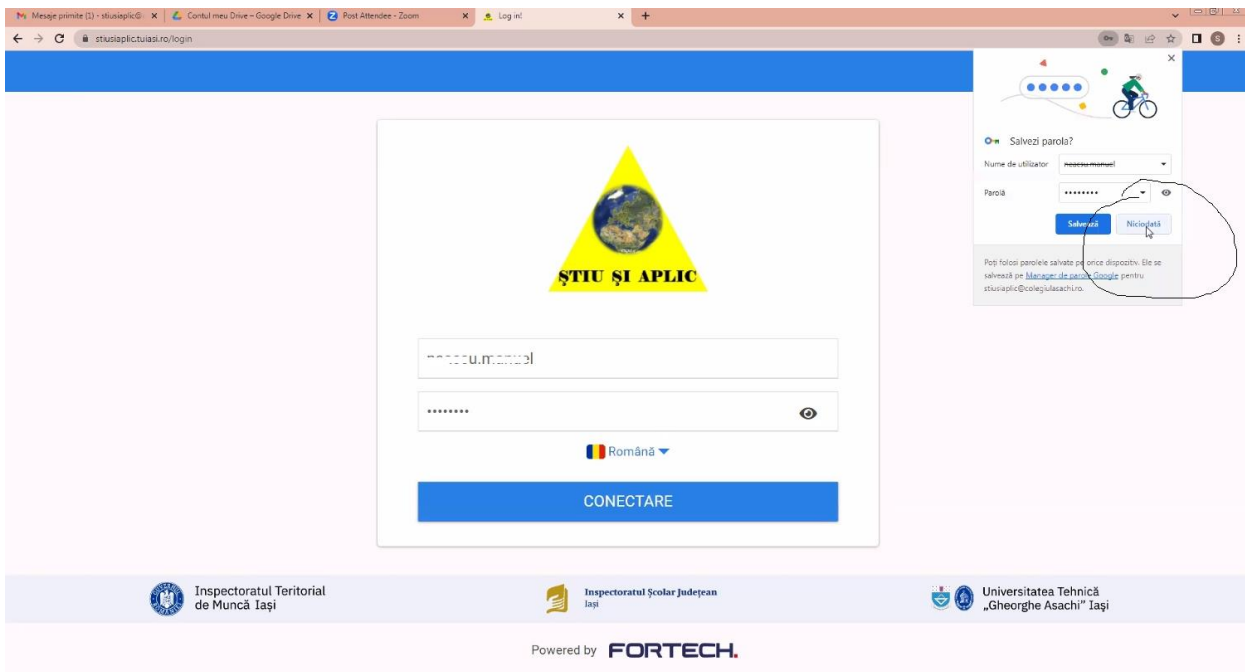 Mesaje primite (1) - stiusiaplic@
Contul meu Drive – Google Drive
Post Attendee - Zoom
Log in!
stiusiaplic.tuiasi.ro/login
S
Salvezi parola?
Nume de utilizator
Parolă ••••••••
Salvează Niciodată
Poți folosi parolele salvate pe orice dispozitiv. Ele se
salvează pe Manager de parole Google pentru
stiusiaplic@colegiulasachi.ro.
ȘTIU ȘI APLIC
••••••••
Română
CONECTARE
Inspectoratul Teritorial
de Muncă Iași
Inspectoratul Școlar Județean
Iași
Universitatea Tehnică
„Gheorghe Asachi” Iași
Powered by FORTECH.